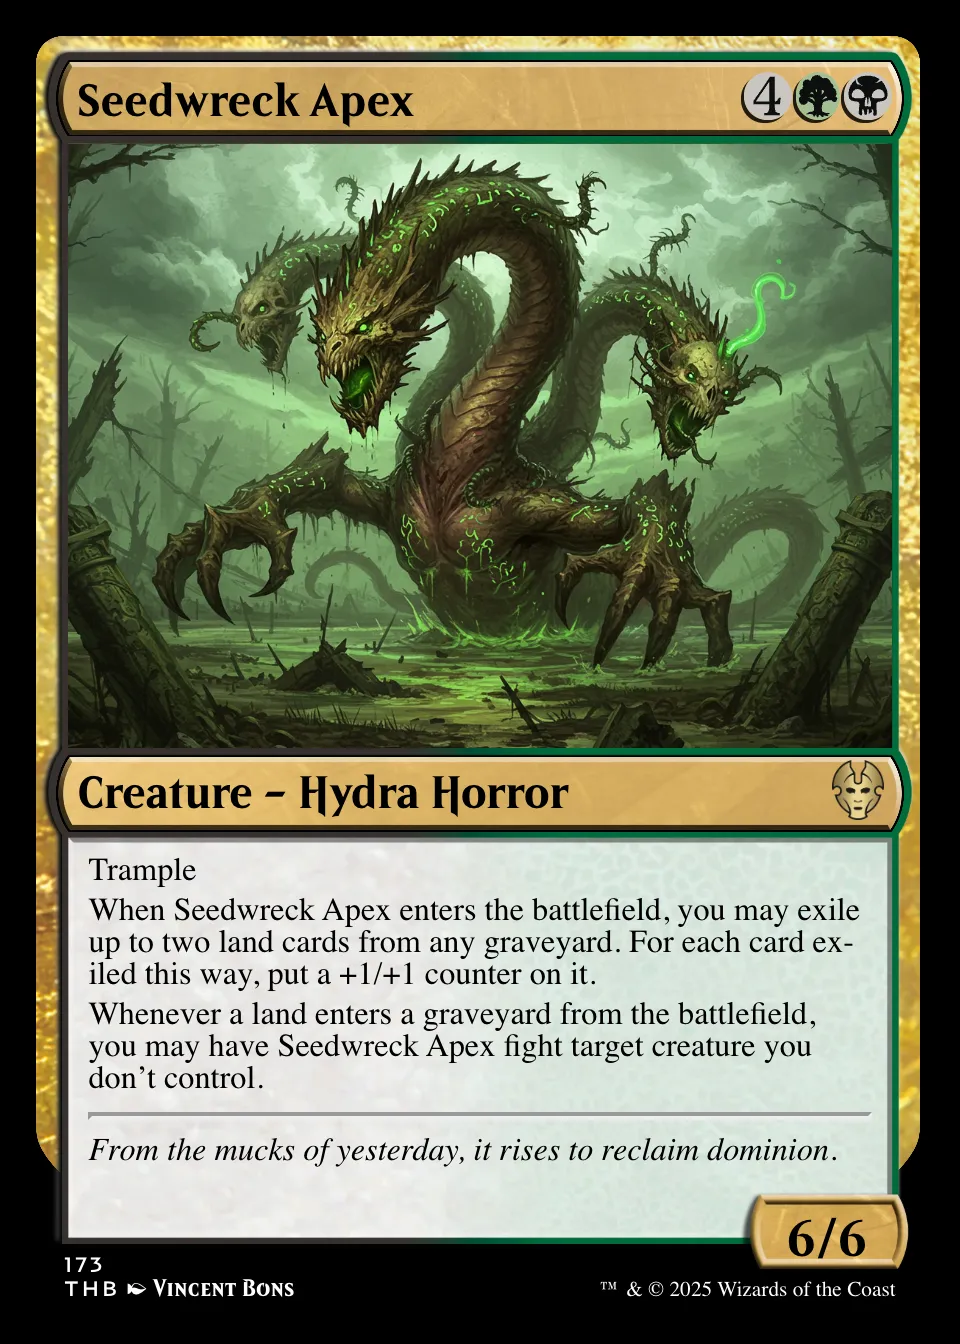 Seedwreck Apex 4
Creature – Hydra Horror
Trample
When Seedwreck Apex enters the battlefield, you may exile
up to two land cards from any graveyard. For each card ex-
iled this way, put a +1/+1 counter on it.
Whenever a land enters a graveyard from the battlefield,
you may have Seedwreck Apex fight target creature you
don't control.
From the mucks of yesterday, it rises to reclaim dominion.
6/6
173
THB Vincent Bons
™ & © 2025 Wizards of the Coast